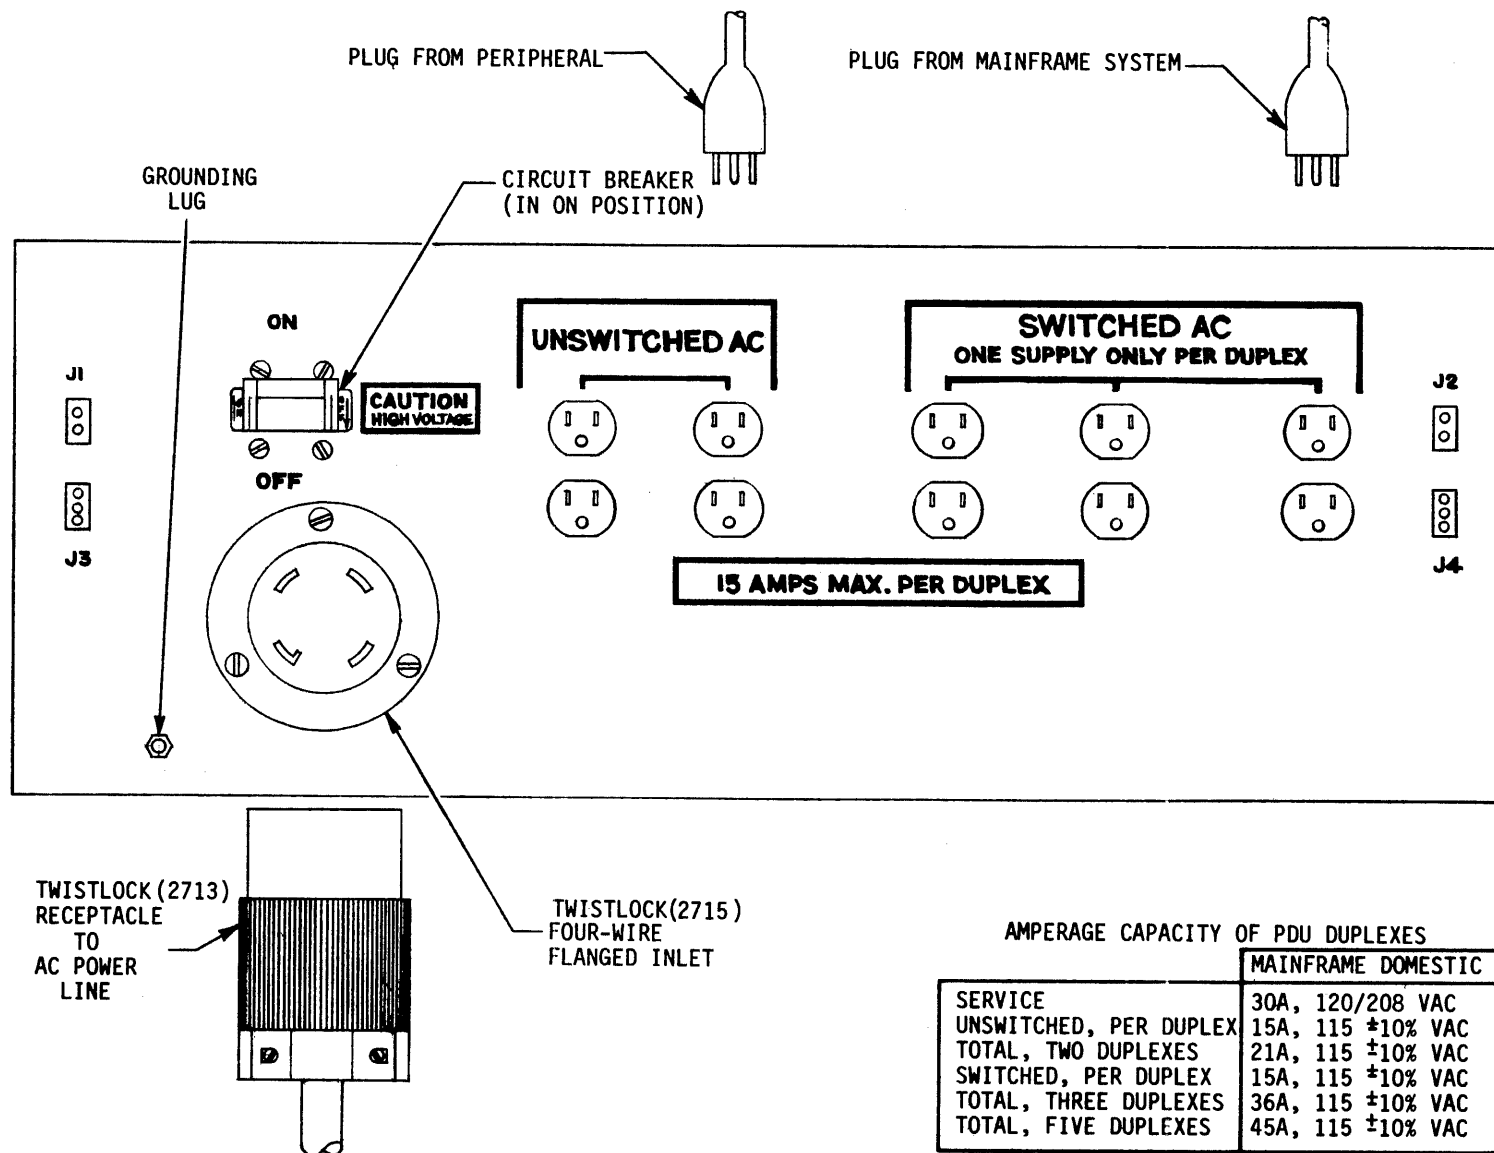 PLUG FROM PERIPHERAL
PLUG FROM MAINFRAME SYSTEM
GROUNDING
LUG
CIRCUIT BREAKER
(IN ON POSITION)
ON
UNSWITCHED AC
SWITCHED AC
ONE SUPPLY ONLY PER DUPLEX
J1
J2
CAUTION
HIGH VOLTAGE
OFF
J3
J4
15 AMPS MAX. PER DUPLEX
TWISTLOCK(2713)
RECEPTACLE
TO
AC POWER
LINE
TWISTLOCK(2715)
FOUR-WIRE
FLANGED INLET
AMPERAGE CAPACITY OF PDU DUPLEXES
MAINFRAME DOMESTIC
SERVICE 30A, 120/208 VAC
UNSWITCHED, PER DUPLEX 15A, 115 ±10% VAC
TOTAL, TWO DUPLEXES 21A, 115 ±10% VAC
SWITCHED, PER DUPLEX 15A, 115 ±10% VAC
TOTAL, THREE DUPLEXES 36A, 115 ±10% VAC
TOTAL, FIVE DUPLEXES 45A, 115 ±10% VAC